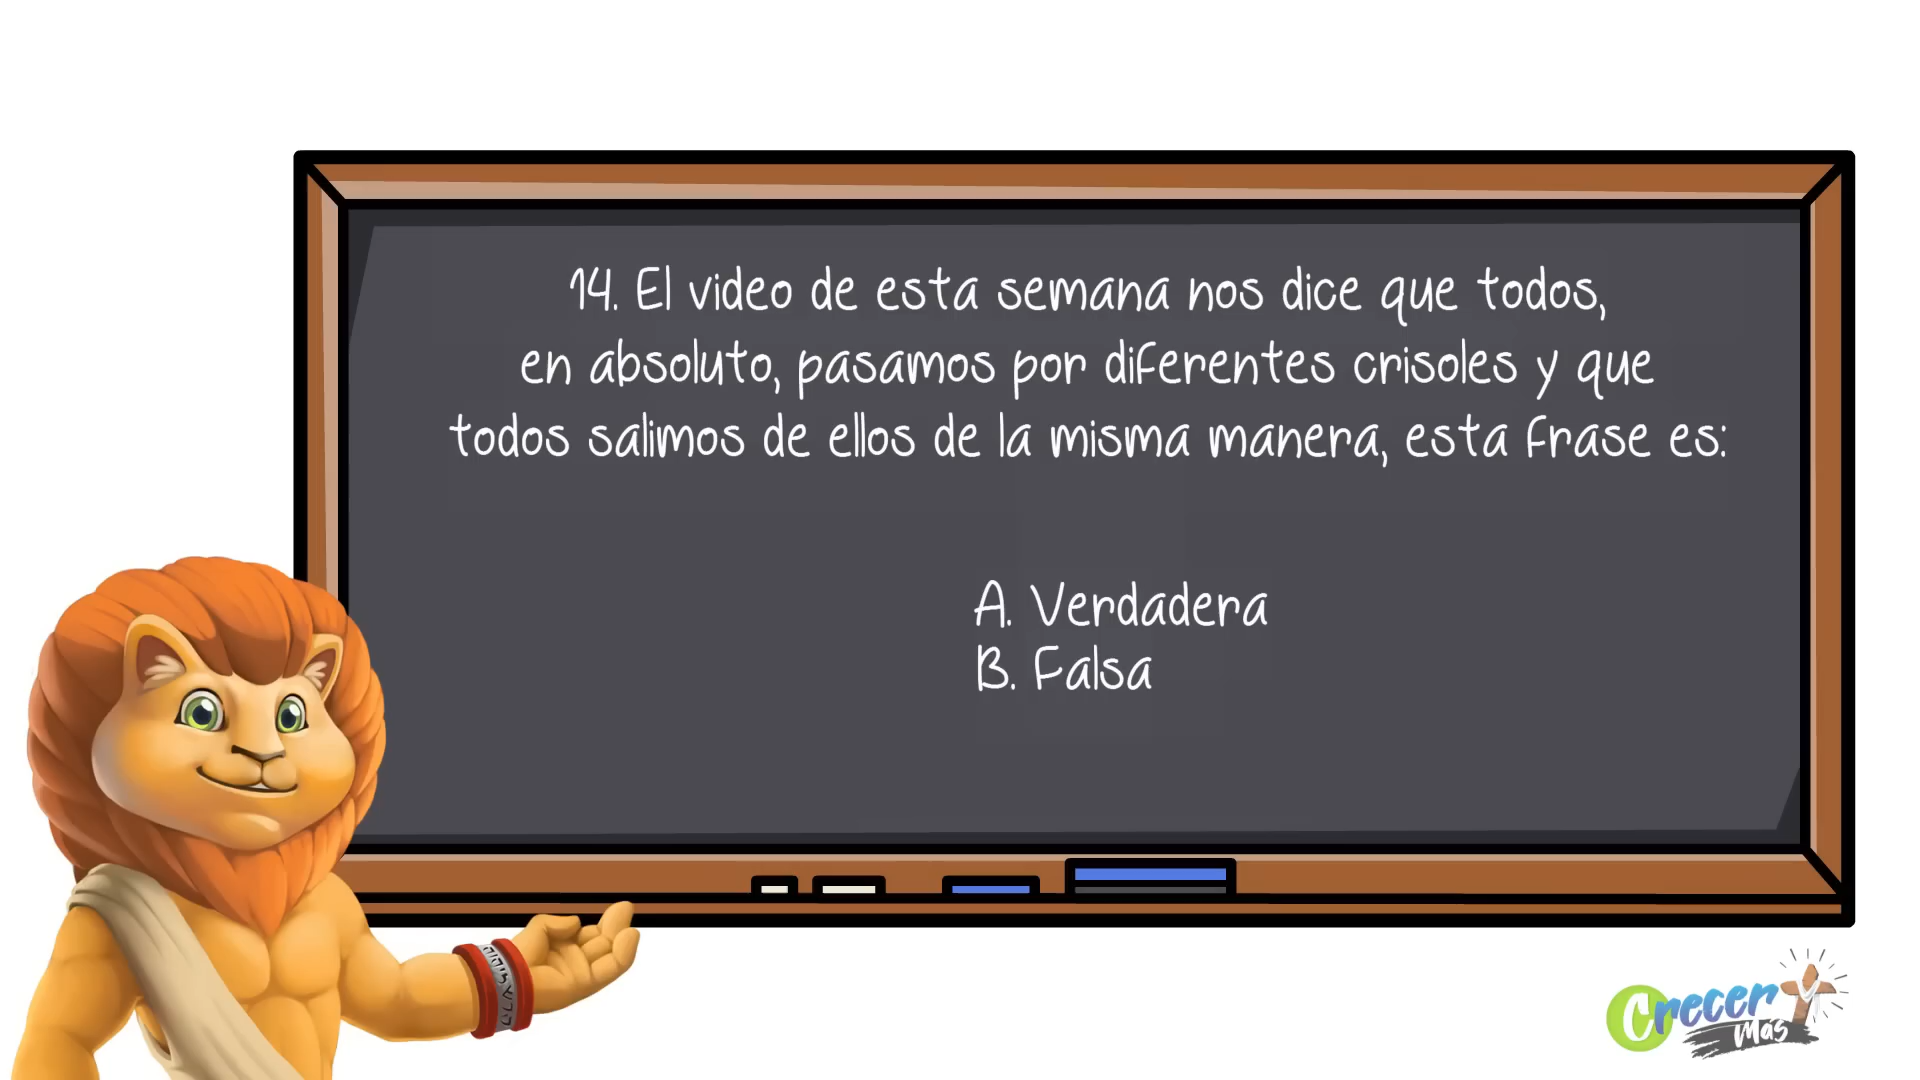 14. El video de esta semana nos dice que todos,
en absoluto, pasamos por diferentes crisoles y que
todos salimos de ellos de la misma manera, esta frase es:
A. Verdadera
B. Falsa
Crecer
Más